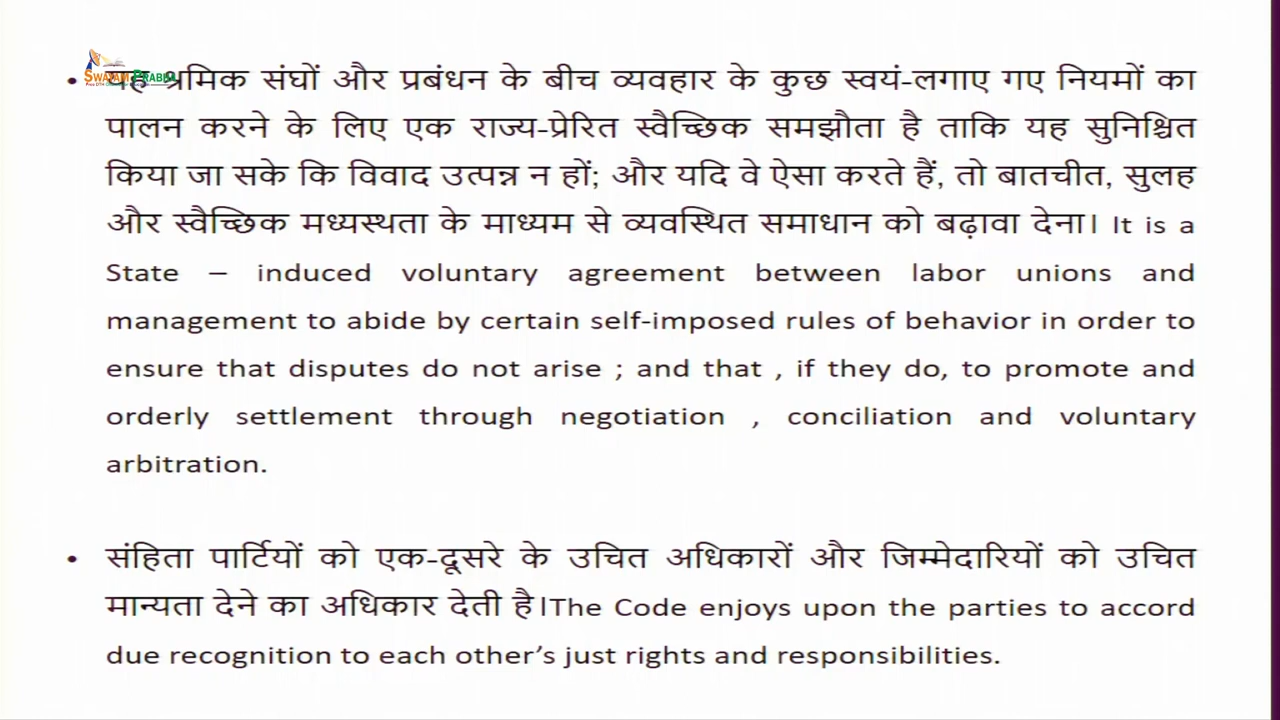 SWAYAM PRABHA
• यह श्रमिक संघों और प्रबंधन के बीच व्यवहार के कुछ स्वयं-लगाए गए नियमों का
पालन करने के लिए एक राज्य-प्रेरित स्वैच्छिक समझौता है ताकि यह सुनिश्चित
किया जा सके कि विवाद उत्पन्न न हों; और यदि वे ऐसा करते हैं, तो बातचीत, सुलह
और स्वैच्छिक मध्यस्थता के माध्यम से व्यवस्थित समाधान को बढ़ावा देना। It is a
State – induced voluntary agreement between labor unions and
management to abide by certain self-imposed rules of behavior in order to
ensure that disputes do not arise ; and that , if they do, to promote and
orderly settlement through negotiation , conciliation and voluntary
arbitration.
• संहिता पार्टियों को एक-दूसरे के उचित अधिकारों और जिम्मेदारियों को उचित
मान्यता देने का अधिकार देती है।The Code enjoys upon the parties to accord
due recognition to each other’s just rights and responsibilities.